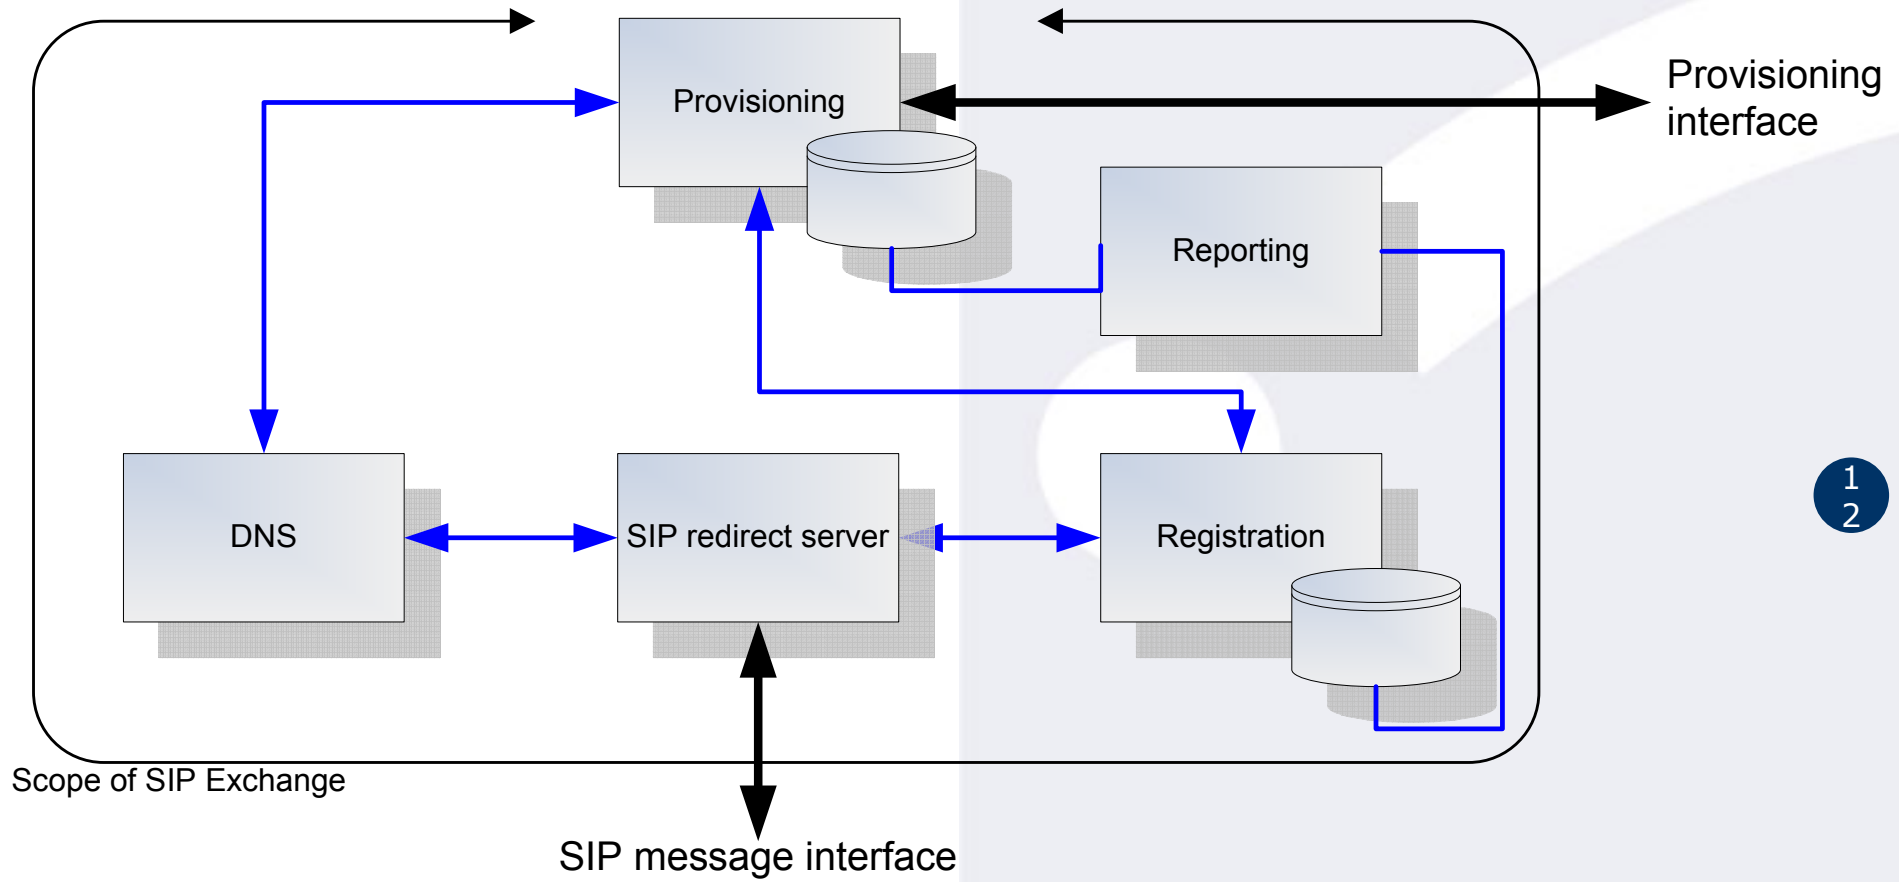 Provisioning
Provisioning
interface
Reporting
DNS
SIP redirect server
Registration
1
2
Scope of SIP Exchange
SIP message interface